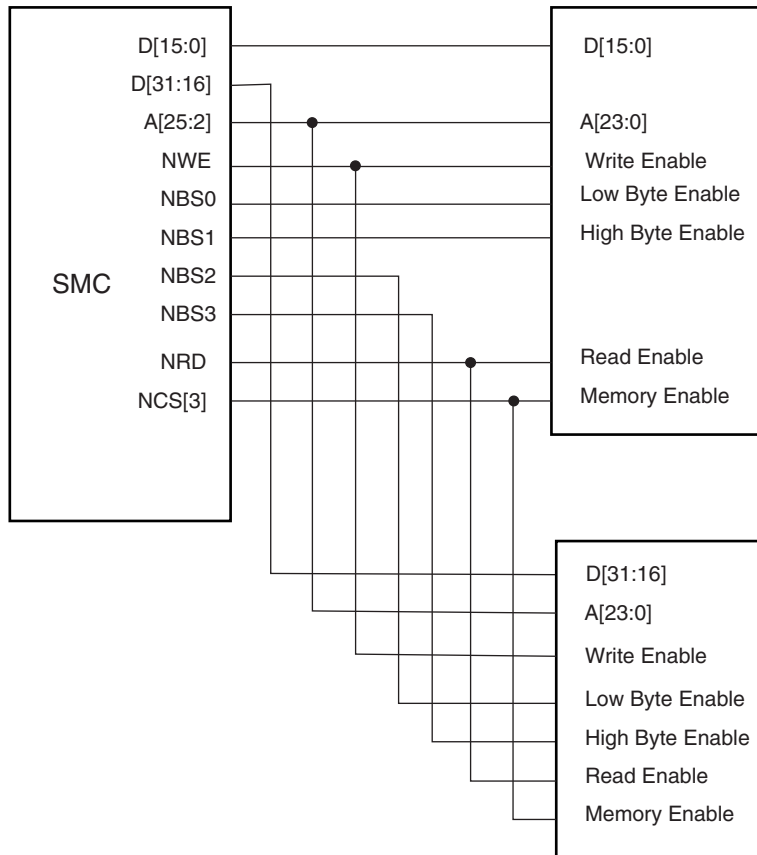 D[15:0]
D[31:16]
A[25:2]
NWE
NBS0
NBS1
NBS2
NBS3
NRD
NCS[3]
SMC
D[15:0]
A[23:0]
Write Enable
Low Byte Enable
High Byte Enable
Read Enable
Memory Enable
D[31:16]
A[23:0]
Write Enable
Low Byte Enable
High Byte Enable
Read Enable
Memory Enable